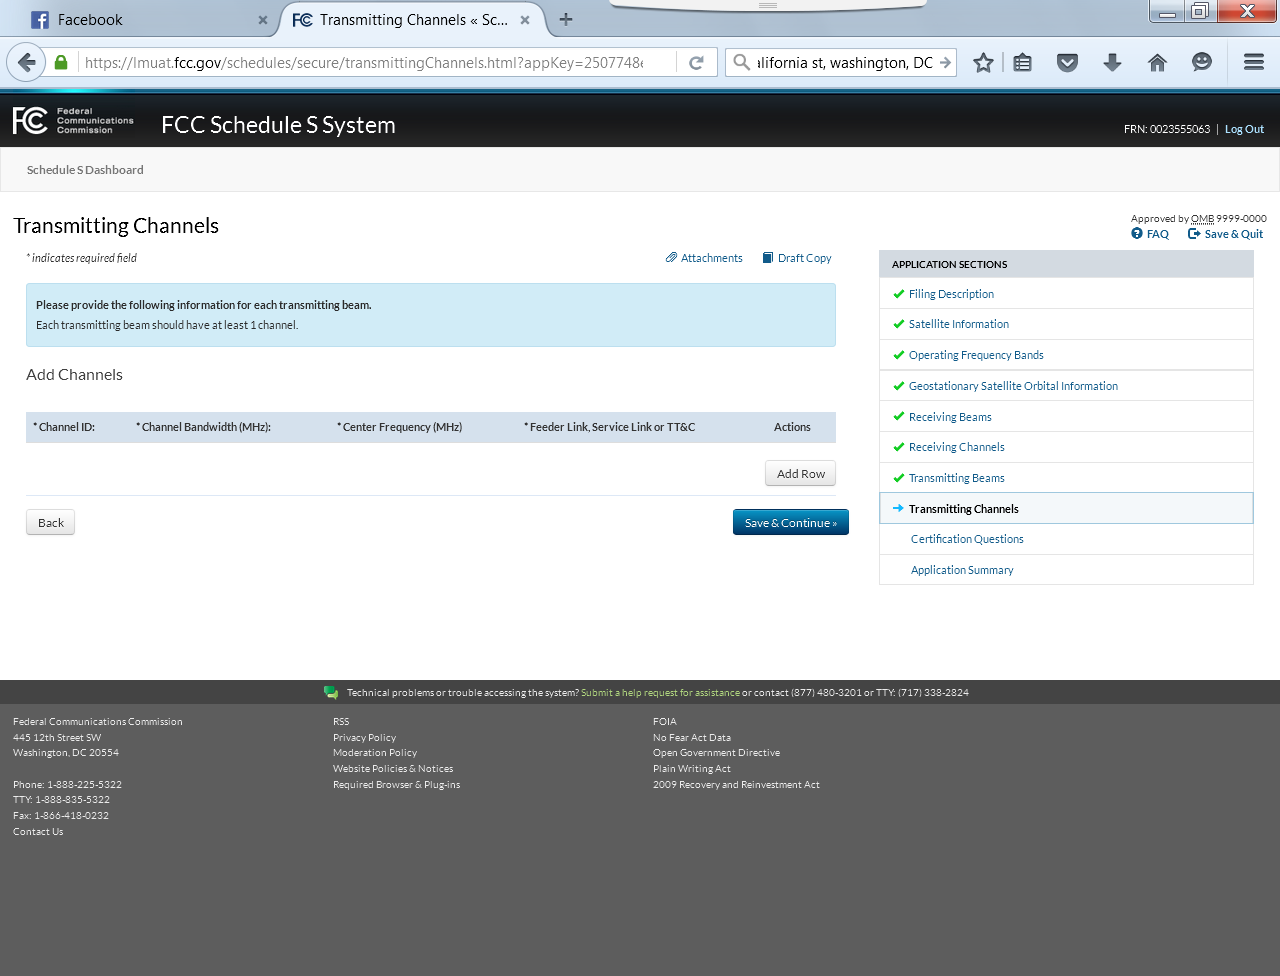 Facebook
Transmitting Channels « Sc...
https://lmuat.fcc.gov/schedules/secure/transmittingChannels.html?appKey=2507748
alifornia st, washington, DC
FC Federal Communications Commission
FCC Schedule S System
FRN: 0023555063 | Log Out
Schedule S Dashboard
Transmitting Channels
Approved by OMB 9999-0000
FAQ Save & Quit
* indicates required field
Attachments Draft Copy
Please provide the following information for each transmitting beam.
Each transmitting beam should have at least 1 channel.
Add Channels
* Channel ID: * Channel Bandwidth (MHz): * Center Frequency (MHz) * Feeder Link, Service Link or TT&C Actions
Add Row
Back Save & Continue »
APPLICATION SECTIONS
Filing Description
Satellite Information
Operating Frequency Bands
Geostationary Satellite Orbital Information
Receiving Beams
Receiving Channels
Transmitting Beams
Transmitting Channels
Certification Questions
Application Summary
Technical problems or trouble accessing the system? Submit a help request for assistance or contact (877) 480-3201 or TTY: (717) 338-2824
Federal Communications Commission
445 12th Street SW
Washington, DC 20554
Phone: 1-888-225-5322
TTY: 1-888-835-5322
Fax: 1-866-418-0232
Contact Us
RSS
Privacy Policy
Moderation Policy
Website Policies & Notices
Required Browser & Plug-ins
FOIA
No Fear Act Data
Open Government Directive
Plain Writing Act
2009 Recovery and Reinvestment Act